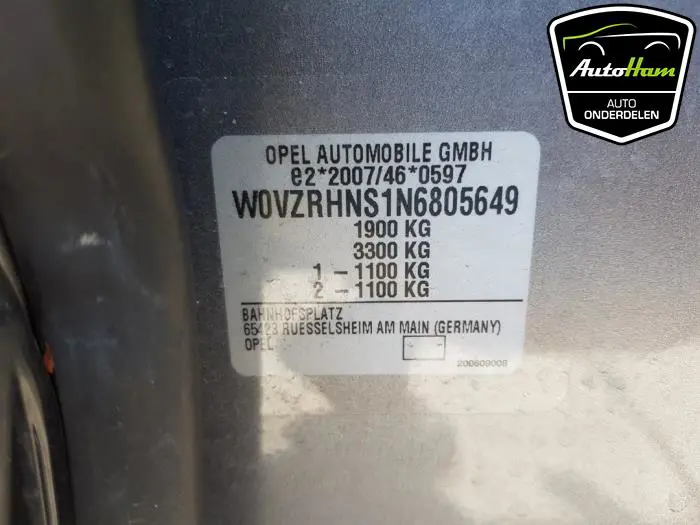 AutoHam
AUTO
ONDERDELEN
OPEL AUTOMOBILE GMBH
e2*2007/46*0597
W0VZRHNS1N6805649
1900 KG
3300 KG
1 - 1100 KG
2 - 1100 KG
BAHNHOFSPLATZ
65423 RUESSELSHEIM AM MAIN (GERMANY)
OPEL
200609008